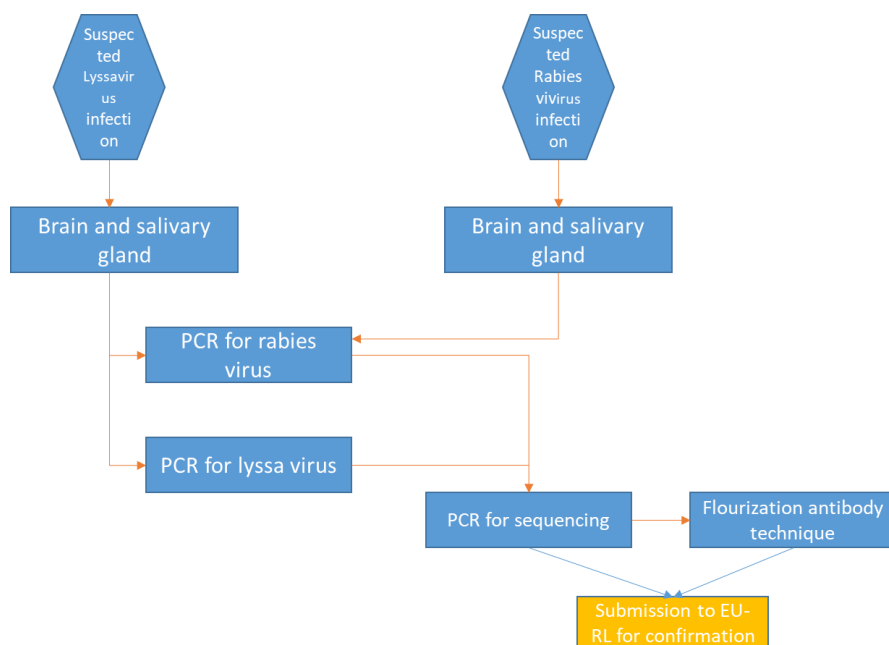 Suspec
ted
Lyssavir
us
infecti
on
Suspec
ted
Rabies
vivirus
infecti
on
Brain and salivary
gland
Brain and salivary
gland
PCR for rabies
virus
PCR for lyssa virus
PCR for sequencing
Flourization antibody
technique
Submission to EU-
RL for confirmation